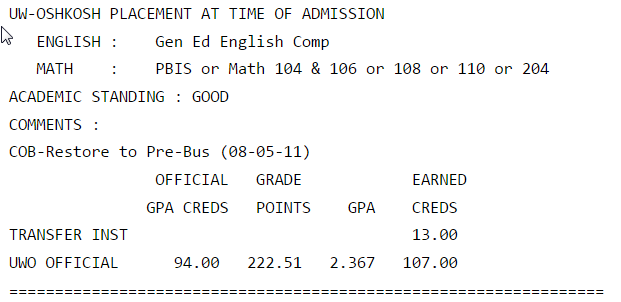 UW-OSHKOSH PLACEMENT AT TIME OF ADMISSION
ENGLISH : Gen Ed English Comp
MATH : PBIS or Math 104 & 106 or 108 or 110 or 204
ACADEMIC STANDING : GOOD
COMMENTS :
COB-Restore to Pre-Bus (08-05-11)
OFFICIAL GRADE EARNED
GPA CREDS POINTS GPA CREDS
TRANSFER INST 13.00
UWO OFFICIAL 94.00 222.51 2.367 107.00
=================================================================